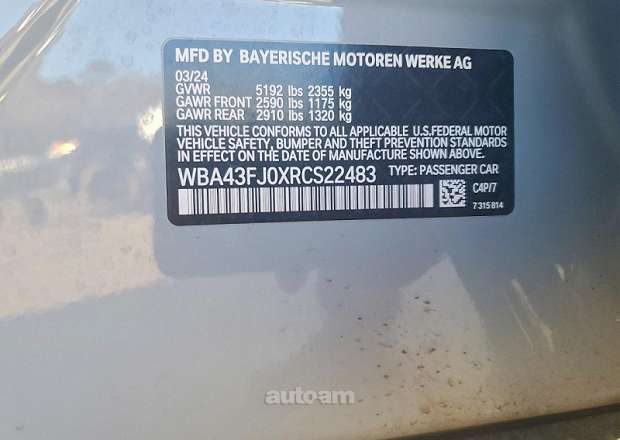 MFD BY BAYERISCHE MOTOREN WERKE AG
03/24
GVWR 5192 lbs 2355 kg
GAWR FRONT 2590 lbs 1175 kg
GAWR REAR 2910 lbs 1320 kg
THIS VEHICLE CONFORMS TO ALL APPLICABLE U.S.FEDERAL MOTOR
VEHICLE SAFETY, BUMPER AND THEFT PREVENTION STANDARDS
IN EFFECT ON THE DATE OF MANUFACTURE SHOWN ABOVE.
WBA43FJ0XRCS22483 TYPE: PASSENGER CAR
C4P/7
7315814
autoam